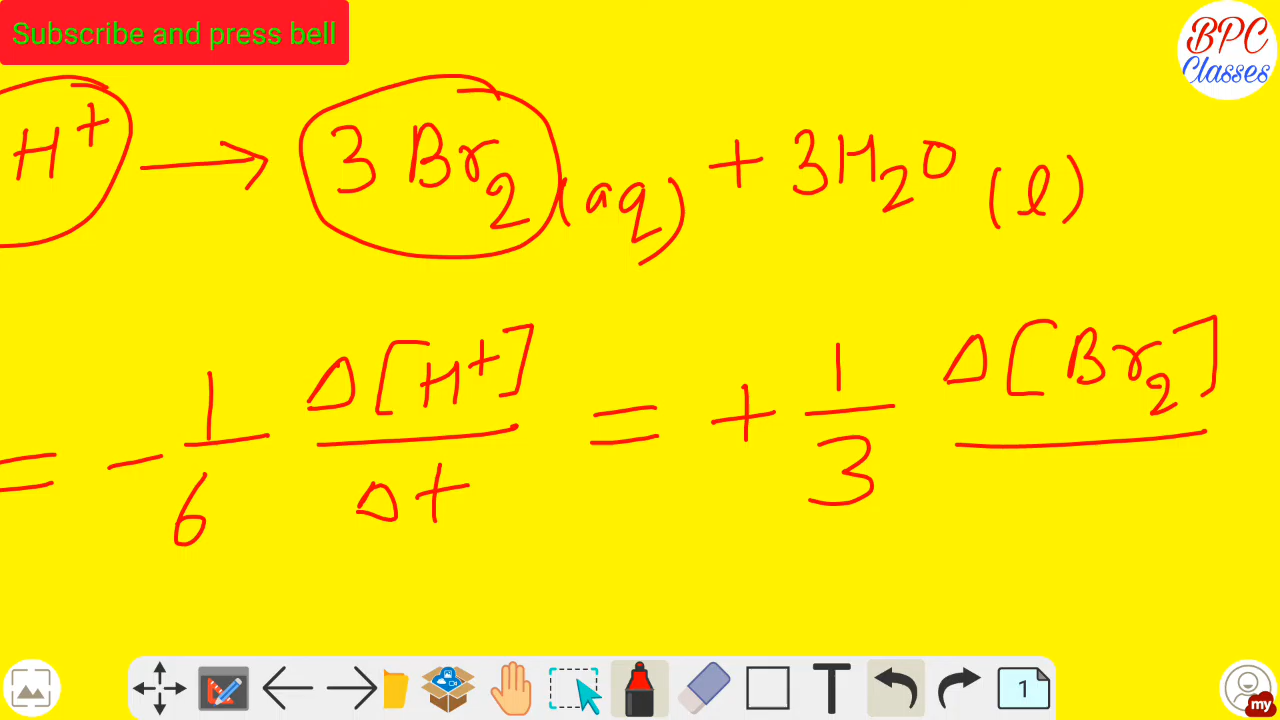 Subscribe and press bell
BPC
Classes
H⁺ → 3 Br₂ (aq) + 3H₂O (l)
= - 1/6 Δ[H⁺]/Δt = + 1/3 Δ[Br₂]
T
1
my